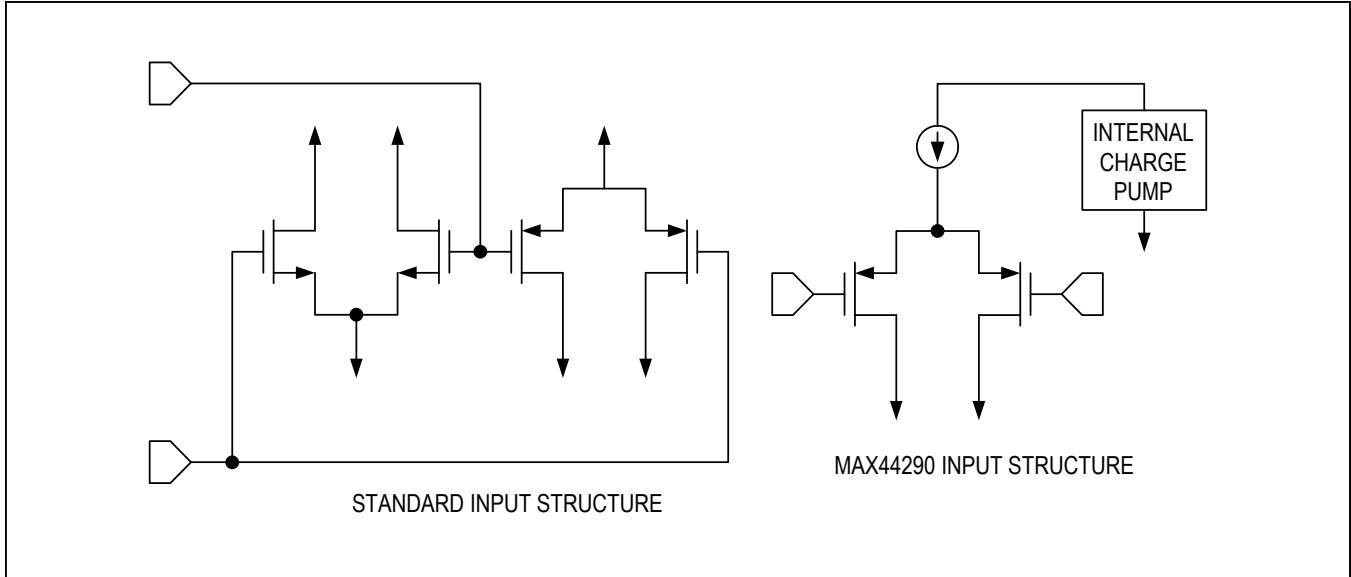 INTERNAL
CHARGE
PUMP
MAX44290 INPUT STRUCTURE
STANDARD INPUT STRUCTURE